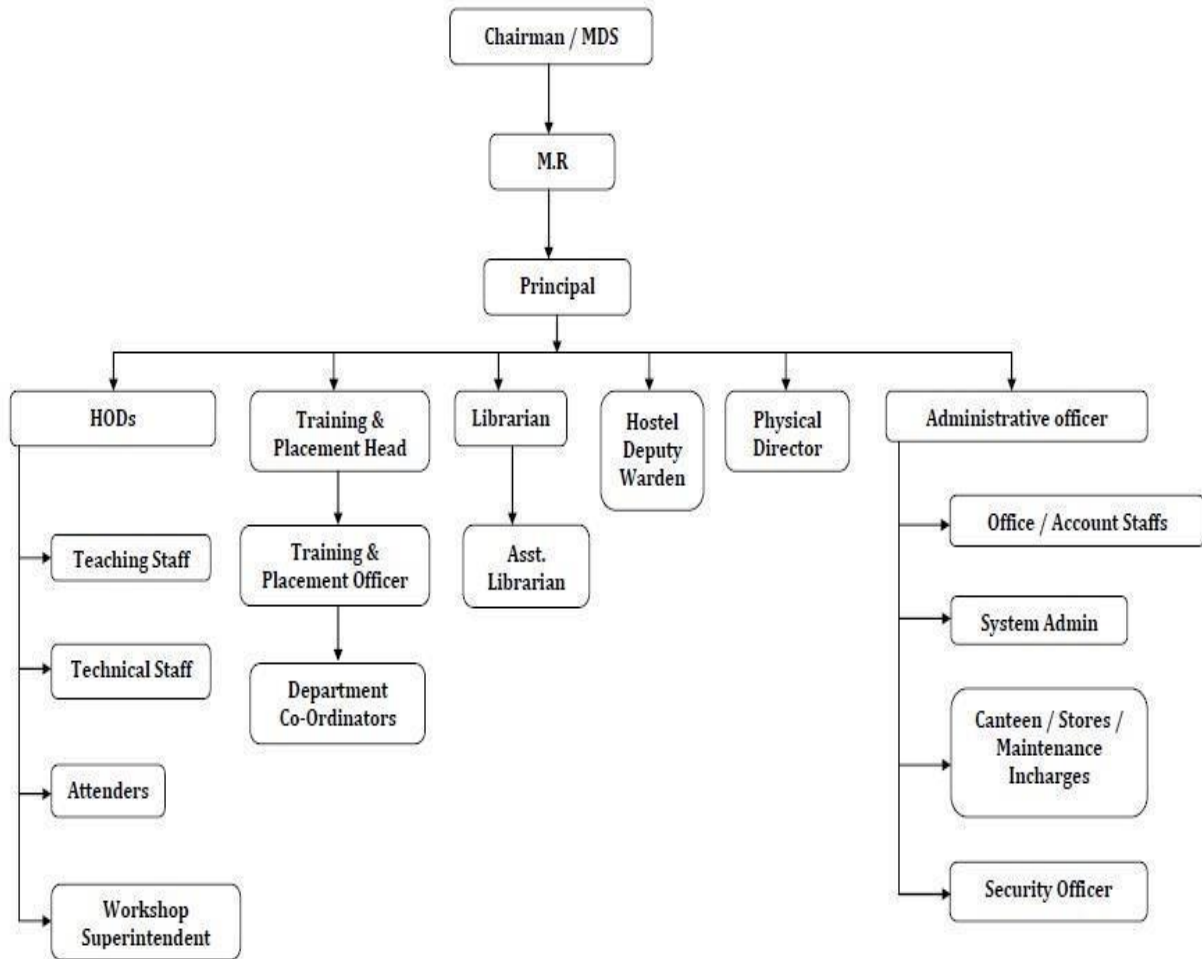 Chairman / MDS
M.R
Principal
HODs
Training &
Placement Head
Librarian
Hostel
Deputy
Warden
Physical
Director
Administrative officer
Teaching Staff
Technical Staff
Attenders
Workshop
Superintendent
Training &
Placement Officer
Department
Co-Ordinators
Asst.
Librarian
Office / Account Staffs
System Admin
Canteen / Stores /
Maintenance
Incharges
Security Officer